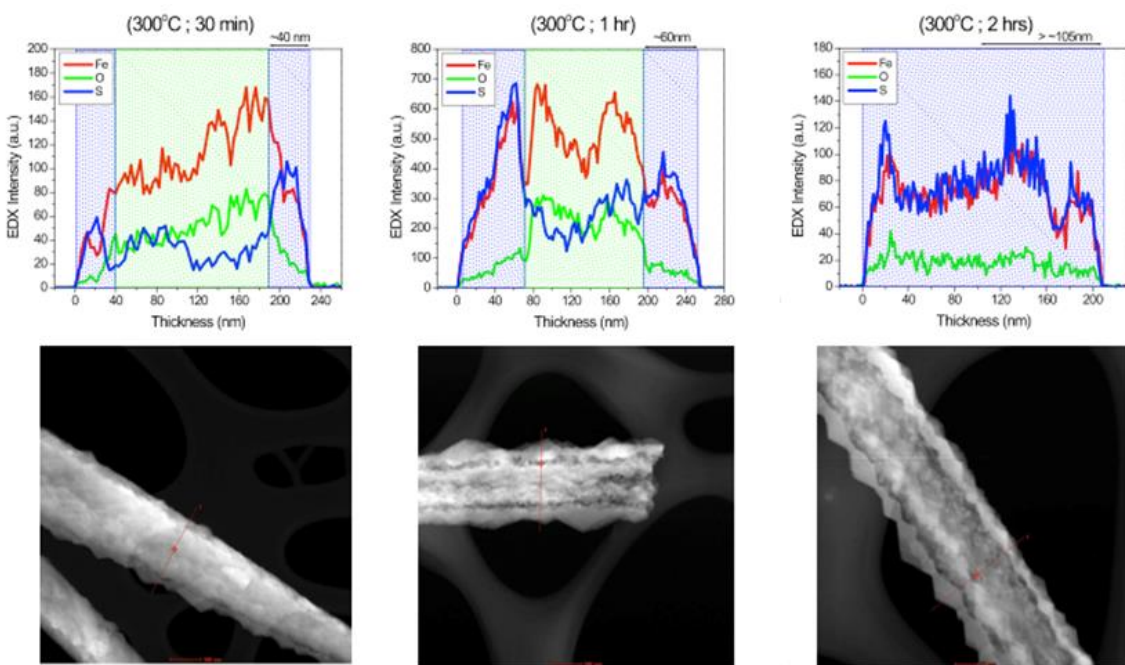 (300°C ; 30 min)
(300°C ; 1 hr)
(300°C ; 2 hrs)
~40 nm
~60nm
> ~105nm
200
180
160
140
120
100
80
60
40
20
0
EDX Intensity (a.u.)
Fe
O
S
0 40 80 120 160 200 240
Thickness (nm)
800
700
600
500
400
300
200
100
0
EDX Intensity (a.u.)
Fe
O
S
0 40 80 120 160 200 240 280
Thickness (nm)
180
160
140
120
100
80
60
40
20
0
EDX Intensity (a.u.)
Fe
O
S
0 40 80 120 160 200
Thickness (nm)